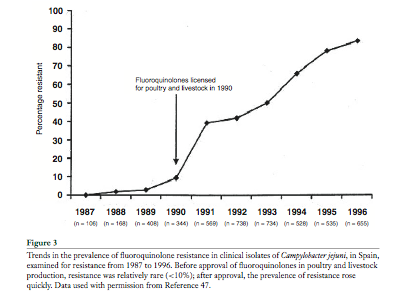 100
90
80
70
60
50
40
30
20
10
0
Percentage resistant
Fluoroquinolones licensed
for poultry and livestock in 1990
1987 1988 1989 1990 1991 1992 1993 1994 1995 1996
(n = 106) (n = 168) (n = 408) (n = 344) (n = 569) (n = 738) (n = 734) (n = 528) (n = 535) (n = 655)
Figure 3
Trends in the prevalence of fluoroquinolone resistance in clinical isolates of Campylobacter jejuni, in Spain,
examined for resistance from 1987 to 1996. Before approval of fluoroquinolones in poultry and livestock
production, resistance was relatively rare (<10%); after approval, the prevalence of resistance rose
quickly. Data used with permission from Reference 47.